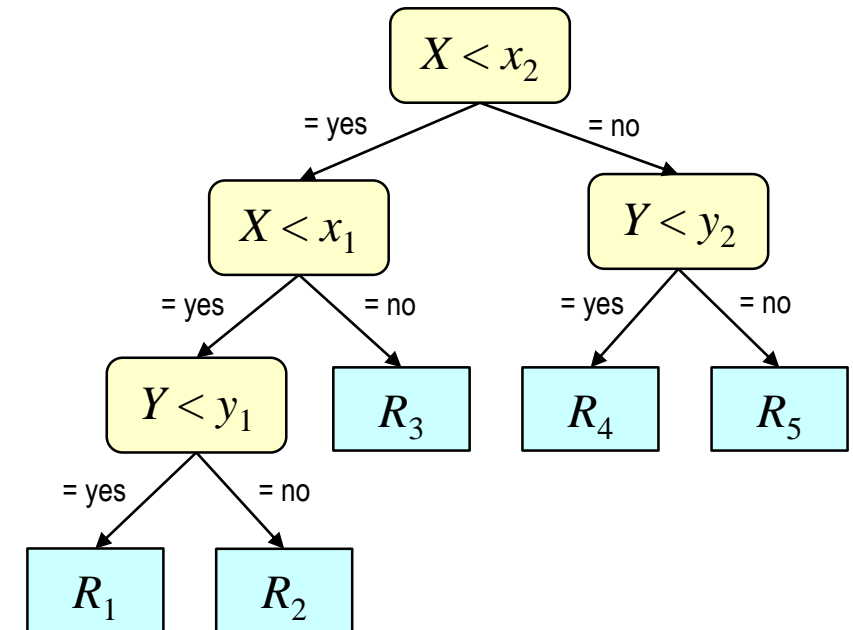 X < x₂
= yes
= no
X < x₁
Y < y₂
= yes
= no
= yes
= no
Y < y₁
R₃
R₄
R₅
= yes
= no
R₁
R₂